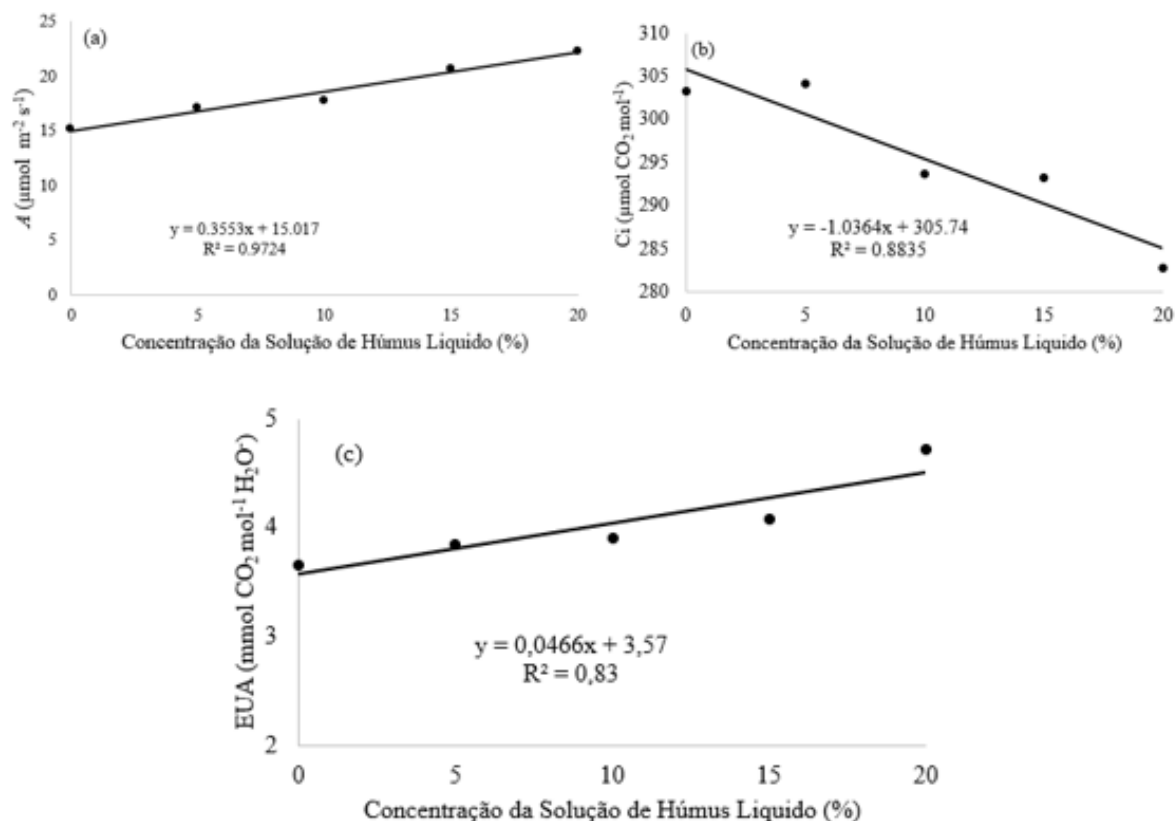 (a)
25
20
15
10
5
0
A (µmol m⁻² s⁻¹)
y = 0.3553x + 15.017
R² = 0.9724
0 5 10 15 20
Concentração da Solução de Húmus Liquido (%)
(b)
310
305
300
295
290
285
280
Ci (µmol CO₂ mol⁻¹)
y = -1.0364x + 305.74
R² = 0.8835
0 5 10 15 20
Concentração da Solução de Húmus Liquido (%)
(c)
5
4
3
2
EUA (mmol CO₂ mol⁻¹ H₂O⁻)
y = 0,0466x + 3,57
R² = 0,83
0 5 10 15 20
Concentração da Solução de Húmus Liquido (%)